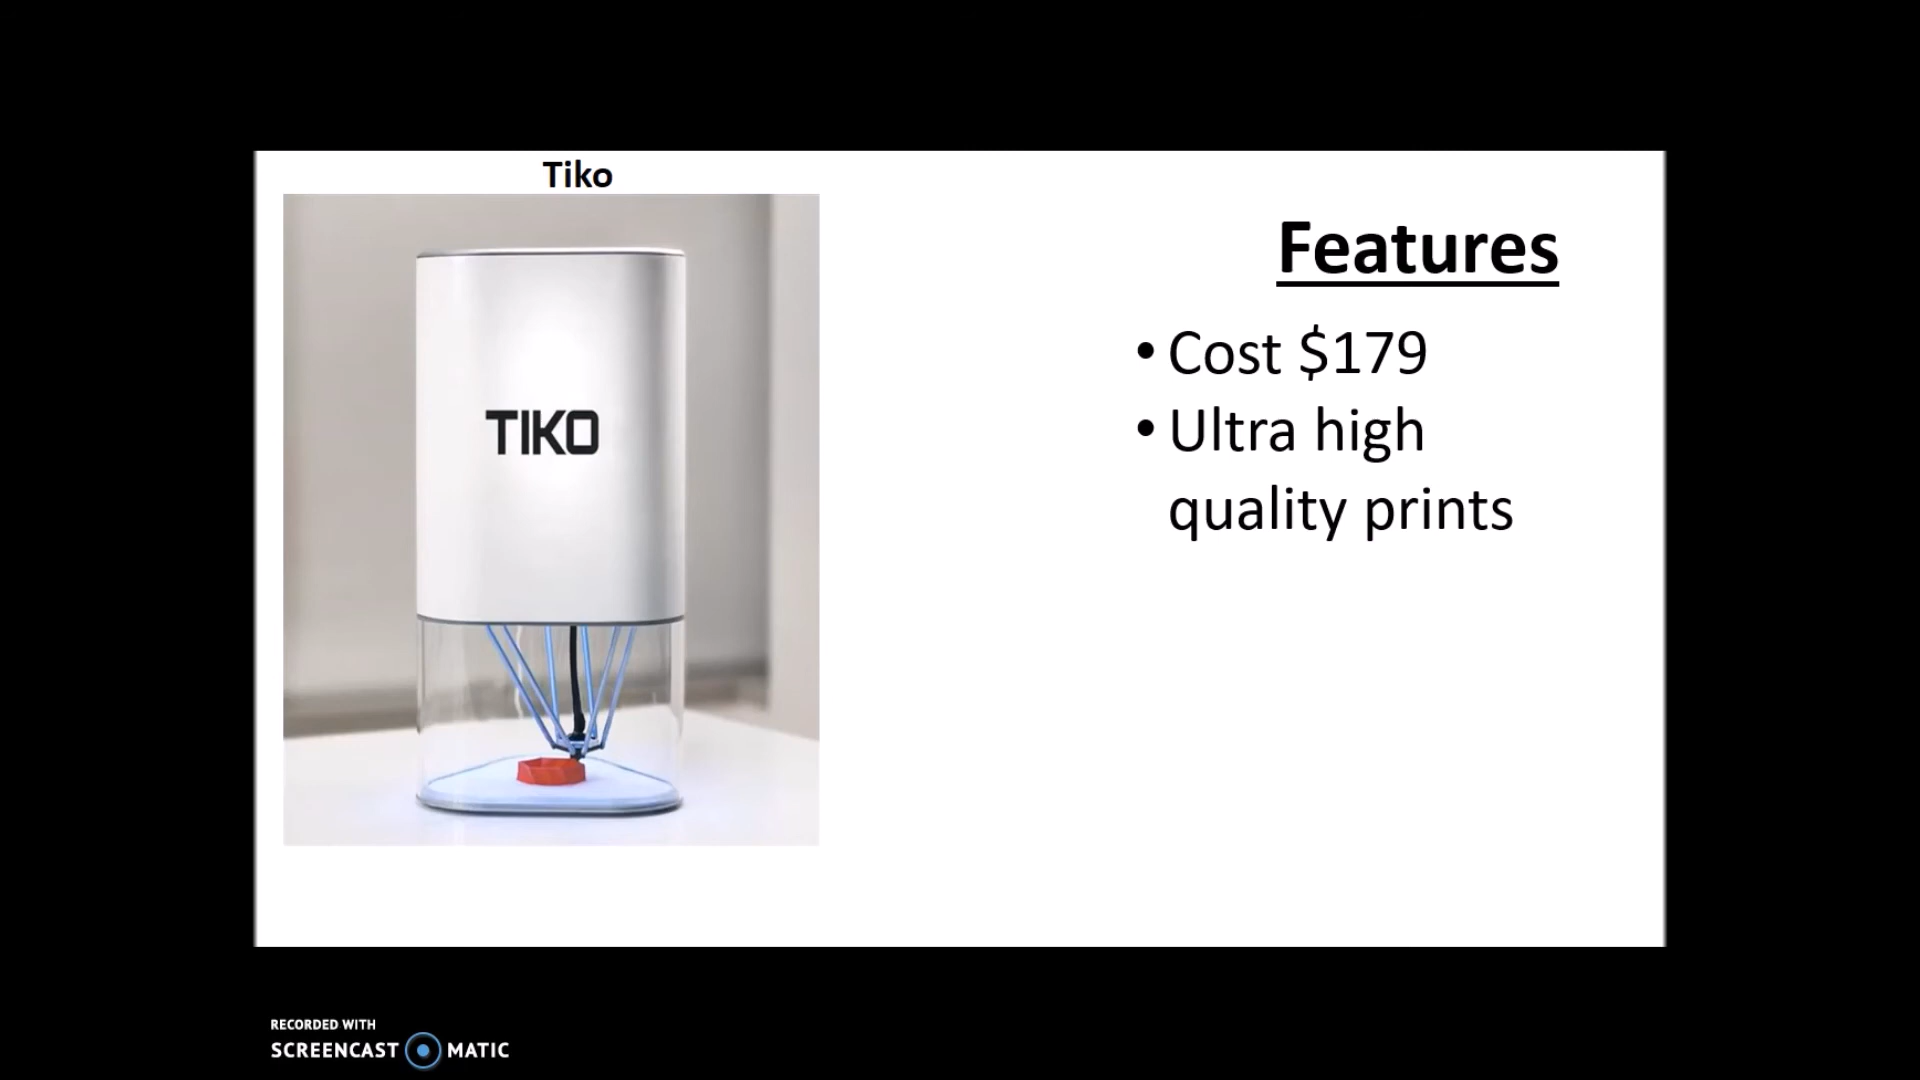 Tiko
TIKO
Features
• Cost $179
• Ultra high
quality prints
RECORDED WITH
SCREENCAST MATIC